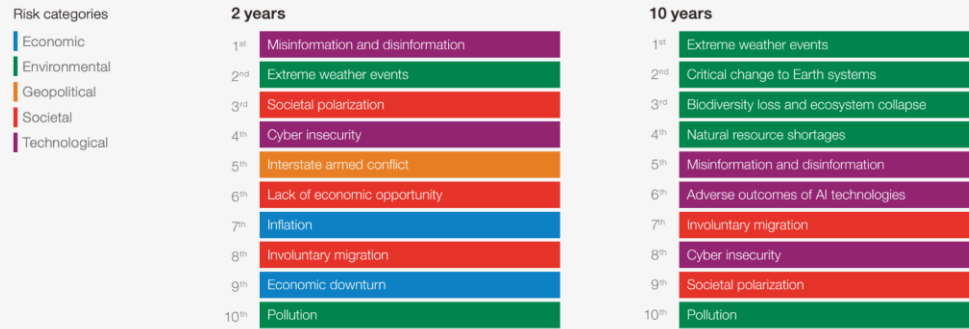 Risk categories
Economic
Environmental
Geopolitical
Societal
Technological
2 years
1st Misinformation and disinformation
2nd Extreme weather events
3rd Societal polarization
4th Cyber insecurity
5th Interstate armed conflict
6th Lack of economic opportunity
7th Inflation
8th Involuntary migration
9th Economic downturn
10th Pollution
10 years
1st Extreme weather events
2nd Critical change to Earth systems
3rd Biodiversity loss and ecosystem collapse
4th Natural resource shortages
5th Misinformation and disinformation
6th Adverse outcomes of AI technologies
7th Involuntary migration
8th Cyber insecurity
9th Societal polarization
10th Pollution